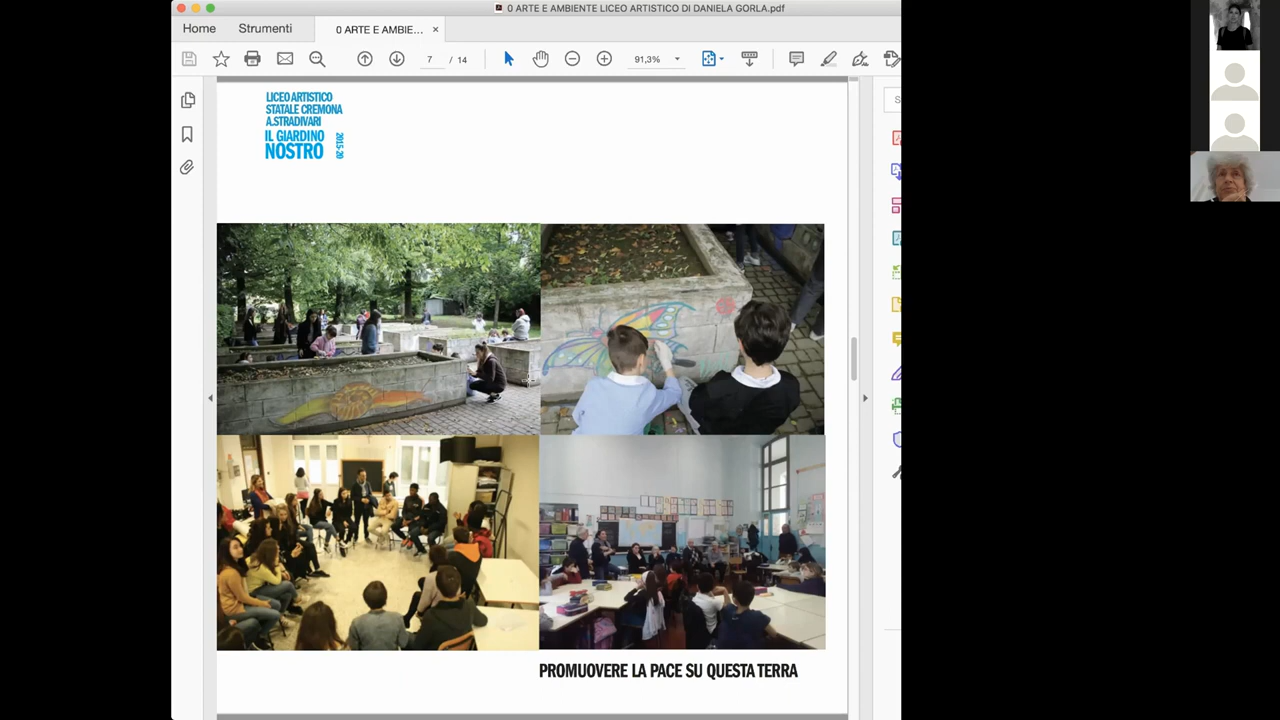 0 ARTE E AMBIENTE LICEO ARTISTICO DI DANIELA GORLA.pdf
Home Strumenti 0 ARTE E AMBIE... ×
7 / 14 91,3%
LICEO ARTISTICO
STATALE CREMONA
A.STRADIVARI
IL GIARDINO
NOSTRO
2015-20
PROMUOVERE LA PACE SU QUESTA TERRA